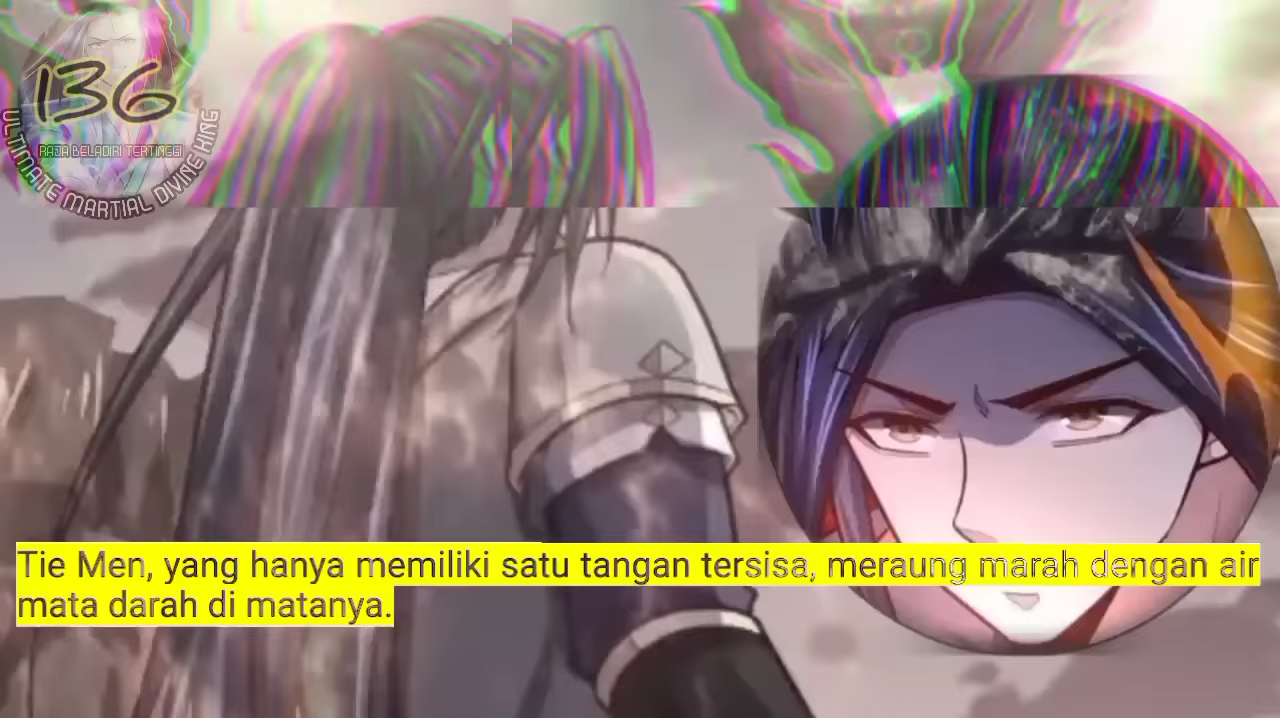 136
RAJA BELADIRI TERTINGGI
ULTIMATE MARTIAL DIVINE KING
Tie Men, yang hanya memiliki satu tangan tersisa, meraung marah dengan air
mata darah di matanya.